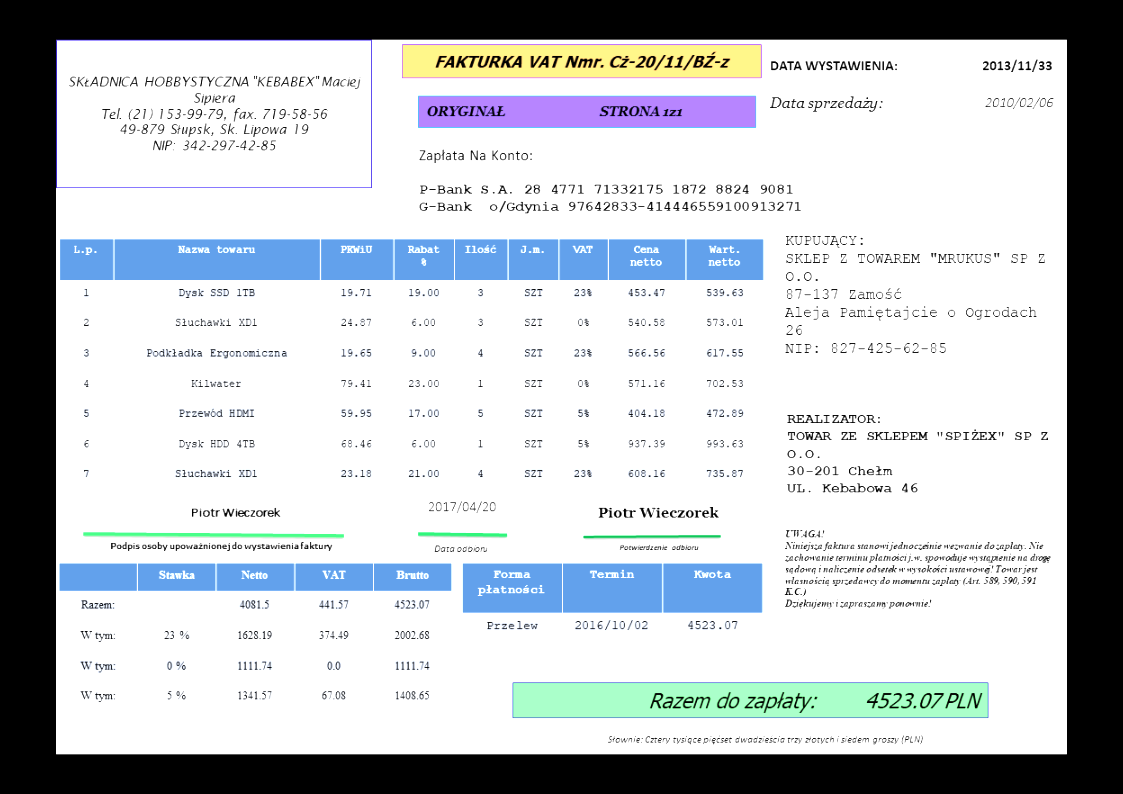 SKŁADNICA HOBBYSTYCZNA "KEBABEX" Maciej
Sipiera
Tel. (21) 153-99-79, fax. 719-58-56
49-879 Słupsk, Sk. Lipowa 19
NIP: 342-297-42-85
FAKTURKA VAT Nmr. Cż-20/11/BŹ-z
ORYGINAŁ STRONA 1z1
DATA WYSTAWIENIA: 2013/11/33
Data sprzedaży: 2010/02/06
Zapłata Na Konto:
P-Bank S.A. 28 4771 71332175 1872 8824 9081
G-Bank o/Gdynia 97642833-414446559100913271
KUPUJĄCY:
SKLEP Z TOWAREM "MRUKUS" SP Z
O.O.
87-137 Zamość
Aleja Pamiętajcie o Ogrodach
26
NIP: 827-425-62-85
REALIZATOR:
TOWAR ZE SKLEPEM "SPIŻEX" SP Z
O.O.
30-201 Chełm
UL. Kebabowa 46
L.p. Nazwa towaru PKWiU Rabat % Ilość J.m. VAT Cena netto Wart. netto
1 Dysk SSD 1TB 19.71 19.00 3 SZT 23% 453.47 539.63
2 Słuchawki XD1 24.87 6.00 3 SZT 0% 540.58 573.01
3 Podkładka Ergonomiczna 19.65 9.00 4 SZT 23% 566.56 617.55
4 Kilwater 79.41 23.00 1 SZT 0% 571.16 702.53
5 Przewód HDMI 59.95 17.00 5 SZT 5% 404.18 472.89
6 Dysk HDD 4TB 68.46 6.00 1 SZT 5% 937.39 993.63
7 Słuchawki XD1 23.18 21.00 4 SZT 23% 608.16 735.87
Piotr Wieczorek 2017/04/20 Piotr Wieczorek
Podpis osoby upoważnionej do wystawienia faktury Data odbioru Potwierdzenie odbioru
UWAGA!
Niniejsza faktura stanowi jednocześnie wezwanie do zapłaty. Nie
zachowanie terminu płatności j.w. spowoduje wystąpienie na drogę
sądową i naliczenie odsetek w wysokości ustawowej! Towar jest
własnością sprzedawcy do momentu zapłaty (Art. 589, 590, 591
K.C.)
Dziękujemy i zapraszamy ponownie!
Stawka Netto VAT Brutto
Razem: 4081.5 441.57 4523.07
W tym: 23 % 1628.19 374.49 2002.68
W tym: 0 % 1111.74 0.0 1111.74
W tym: 5 % 1341.57 67.08 1408.65
Forma płatności Termin Kwota
Przelew 2016/10/02 4523.07
Razem do zapłaty: 4523.07 PLN
Słownie: Cztery tysiące pięćset dwadzieścia trzy złotych i siedem groszy (PLN)